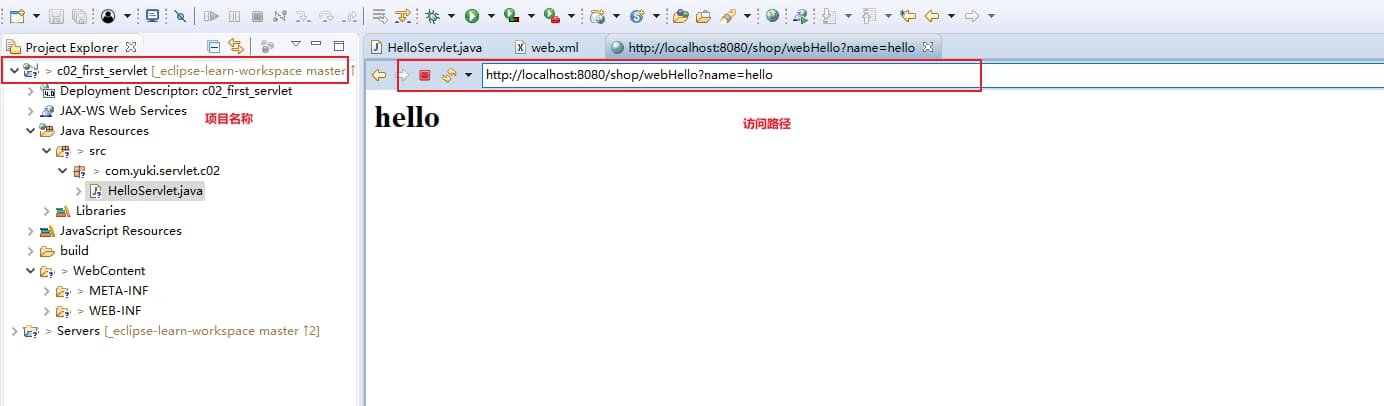 Project Explorer
HelloServlet.java
web.xml
http://localhost:8080/shop/webHello?name=hello
> c02_first_servlet [_eclipse-learn-workspace master ↑
http://localhost:8080/shop/webHello?name=hello
> Deployment Descriptor: c02_first_servlet
hello
> JAX-WS Web Services
项目名称
访问路径
Java Resources
> src
> com.yuki.servlet.c02
> HelloServlet.java
> Libraries
> JavaScript Resources
> build
> WebContent
> META-INF
> WEB-INF
> Servers [_eclipse-learn-workspace master ↑2]